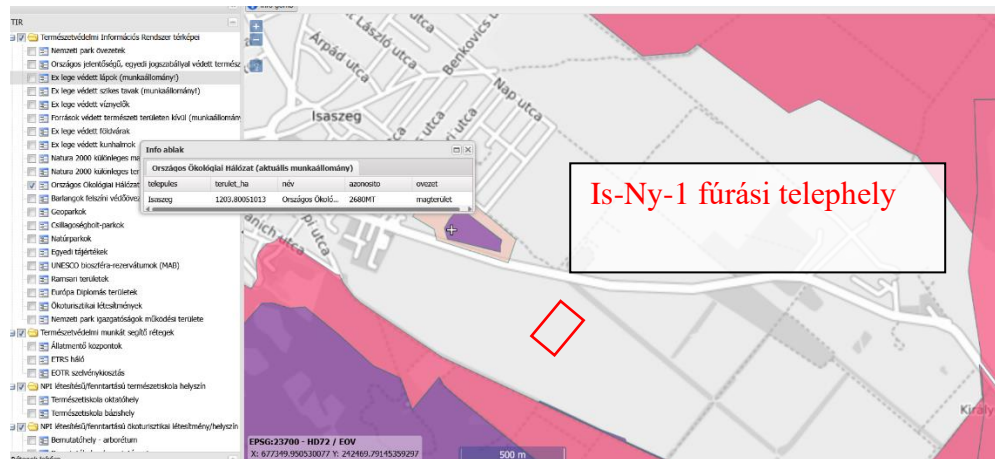 TIR
Természetvédelmi Információs Rendszer térképei
Nemzeti park övezetek
Országos jelentőségű, egyedi jogszabállyal védett termész
Ex lege védett lápok (munkaállomány!)
Ex lege védett szikes tavak (munkaállomány!)
Ex lege védett víznyelők
Források védett természeti területen kívül (munkaállomán
Ex lege védett földvárak
Ex lege védett kunhalmok
Natura 2000 különleges ma
Natura 2000 különleges
Országos Ökológiai Hálózat
Barlangok felszíni védőöve
Geoparkok
Csillagoségbolt-parkok
Natúrparkok
Egyedi tájértékek
UNESCO bioszféra-rezervátumok (MAB)
Ramsari területek
Európa Diplomás területek
Ökoturisztikai létesítmények
Nemzeti park igazgatóságok működési területe
Természetvédelmi munkát segítő rétegek
Állatmentő központok
ETRS háló
EOTR szelvénykiosztás
NPI létesítésű/fenntartású természetiskola helyszín
Természetiskola oktatóhely
Természetiskola bázishely
NPI létesítésű/fenntartású ökoturisztikai létesítmény/helyszín
Bemutatóhely - arborétum
Info ablak
Országos Ökológiai Hálózat (aktuális munkaállomány)
telepules terulet_ha név azonosito ovezet
Isaszeg 1203.80051013 Országos Ökoló... 2680MT magterület
László utca
Árpád utca
Benkovics
Nap utca
Isaszeg
utca
Is-Ny-1 fúrási telephely
Király
EPSG:23700 - HD72 / EOV
X: 677349.950530077 Y: 242469.79145359297
500 m